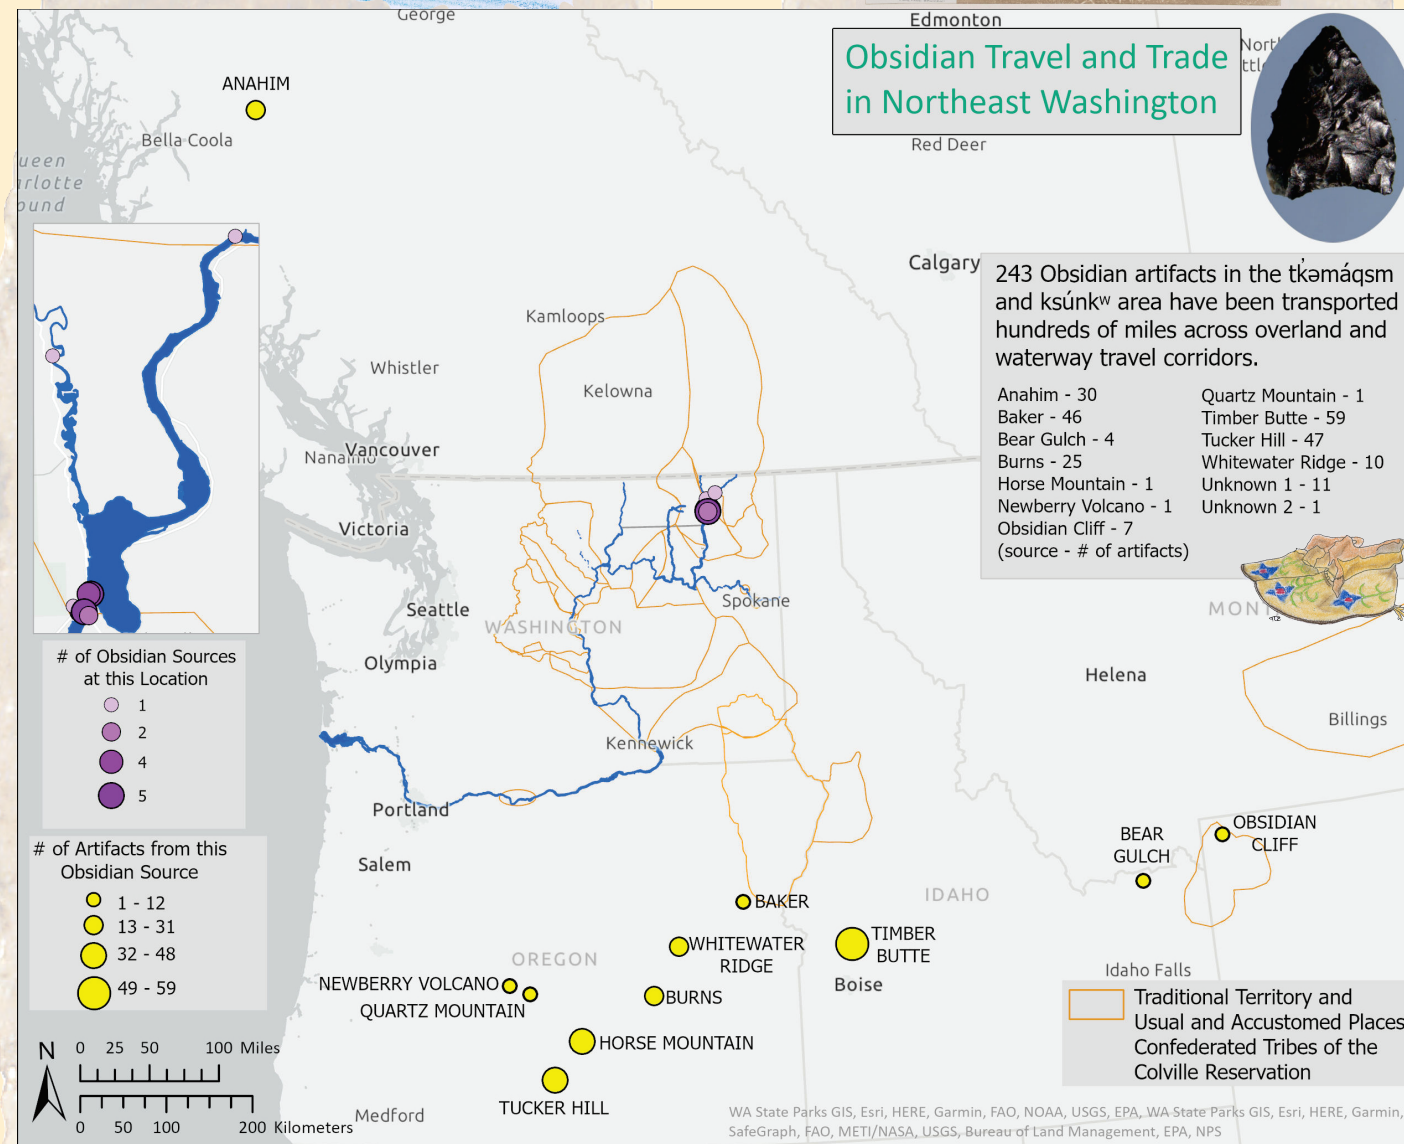 George
Edmonton
Obsidian Travel and Trade
in Northeast Washington
ANAHIM
Bella Coola
Red Deer
ueen
arlotte
ound
Calgary
243 Obsidian artifacts in the tk̓əmáqsm
and ksúnkʷ area have been transported
hundreds of miles across overland and
waterway travel corridors.
Anahim - 30
Baker - 46
Bear Gulch - 4
Burns - 25
Horse Mountain - 1
Newberry Volcano - 1
Obsidian Cliff - 7
(source - # of artifacts)
Quartz Mountain - 1
Timber Butte - 59
Tucker Hill - 47
Whitewater Ridge - 10
Unknown 1 - 11
Unknown 2 - 1
Kamloops
Whistler
Kelowna
Vancouver
Nanaimo
Victoria
Seattle
Spokane
WASHINGTON
MONT
Olympia
Helena
Billings
Kennewick
Portland
Salem
# of Obsidian Sources
at this Location
1
2
4
5
# of Artifacts from this
Obsidian Source
1 - 12
13 - 31
32 - 48
49 - 59
OBSIDIAN
CLIFF
BEAR
GULCH
IDAHO
BAKER
TIMBER
BUTTE
WHITEWATER
RIDGE
OREGON
Idaho Falls
NEWBERRY VOLCANO
Boise
BURNS
QUARTZ MOUNTAIN
HORSE MOUNTAIN
TUCKER HILL
Medford
Traditional Territory and
Usual and Accustomed Places
Confederated Tribes of the
Colville Reservation
N
0 25 50 100 Miles
0 50 100 200 Kilometers
WA State Parks GIS, Esri, HERE, Garmin, FAO, NOAA, USGS, EPA, WA State Parks GIS, Esri, HERE, Garmin,
SafeGraph, FAO, METI/NASA, USGS, Bureau of Land Management, EPA, NPS